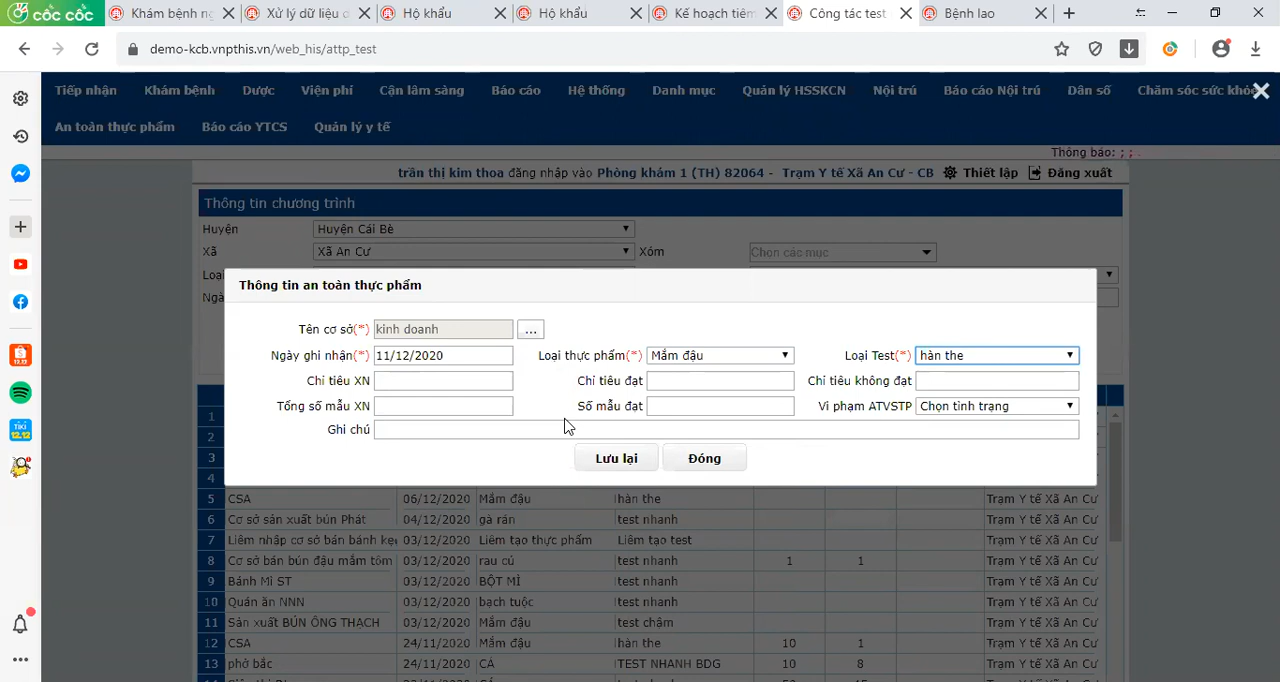 cốc cốc
Khám bệnh ng
Xử lý dữ liệu d
Hộ khẩu
Hộ khẩu
Kế hoạch tiêm
Công tác test
Bệnh lao
demo-kcb.vnpthis.vn/web_his/attp_test
Tiếp nhận Khám bệnh Dược Viện phí Cận lâm sàng Báo cáo Hệ thống Danh mục Quản lý HSSKCN Nội trú Báo cáo Nội trú Dân số Chăm sóc sức khỏe
An toàn thực phẩm Báo cáo YTCS Quản lý y tế
Thông báo: ; ;
trần thị kim thoa đăng nhập vào Phòng khám 1 (TH) 82064 - Trạm Y tế Xã An Cư - CB Thiết lập Đăng xuất
Thông tin chương trình
Huyện Huyện Cái Bè
Xã Xã An Cư Xóm Chọn các mục
Loại
Ngà
Thông tin an toàn thực phẩm
Tên cơ sở(*) kinh doanh ...
Ngày ghi nhận(*) 11/12/2020 Loại thực phẩm(*) Mắm đậu Loại Test(*) hàn the
Chỉ tiêu XN Chỉ tiêu đạt Chỉ tiêu không đạt
Tổng số mẫu XN Số mẫu đạt Vi phạm ATVSTP Chọn tình trạng
Ghi chú
Lưu lại Đóng
1
2
3
4
5 CSA 06/12/2020 Mắm đậu hàn the Trạm Y tế Xã An Cư
6 Cơ sở sản xuất bún Phát 04/12/2020 gà rán test nhanh Trạm Y tế Xã An Cư
7 Liêm nhập cơ sở bán bánh kẹ 03/12/2020 Liêm tạo thực phẩm Liêm tạo test Trạm Y tế Xã An Cư
8 Cơ sở bán bún đậu mắm tôm 03/12/2020 rau củ test nhanh 1 1 Trạm Y tế Xã An Cư
9 Bánh Mì ST 03/12/2020 BỘT MÌ test nhanh Trạm Y tế Xã An Cư
10 Quán ăn NNN 03/12/2020 bạch tuộc test nhanh Trạm Y tế Xã An Cư
11 Sản xuất BÚN ÔNG THẠCH 03/12/2020 Mắm đậu test chậm Trạm Y tế Xã An Cư
12 CSA 24/11/2020 Mắm đậu hàn the 10 1 Trạm Y tế Xã An Cư
13 phở bắc 24/11/2020 CÁ TEST NHANH BDG 10 8 Trạm Y tế Xã An Cư